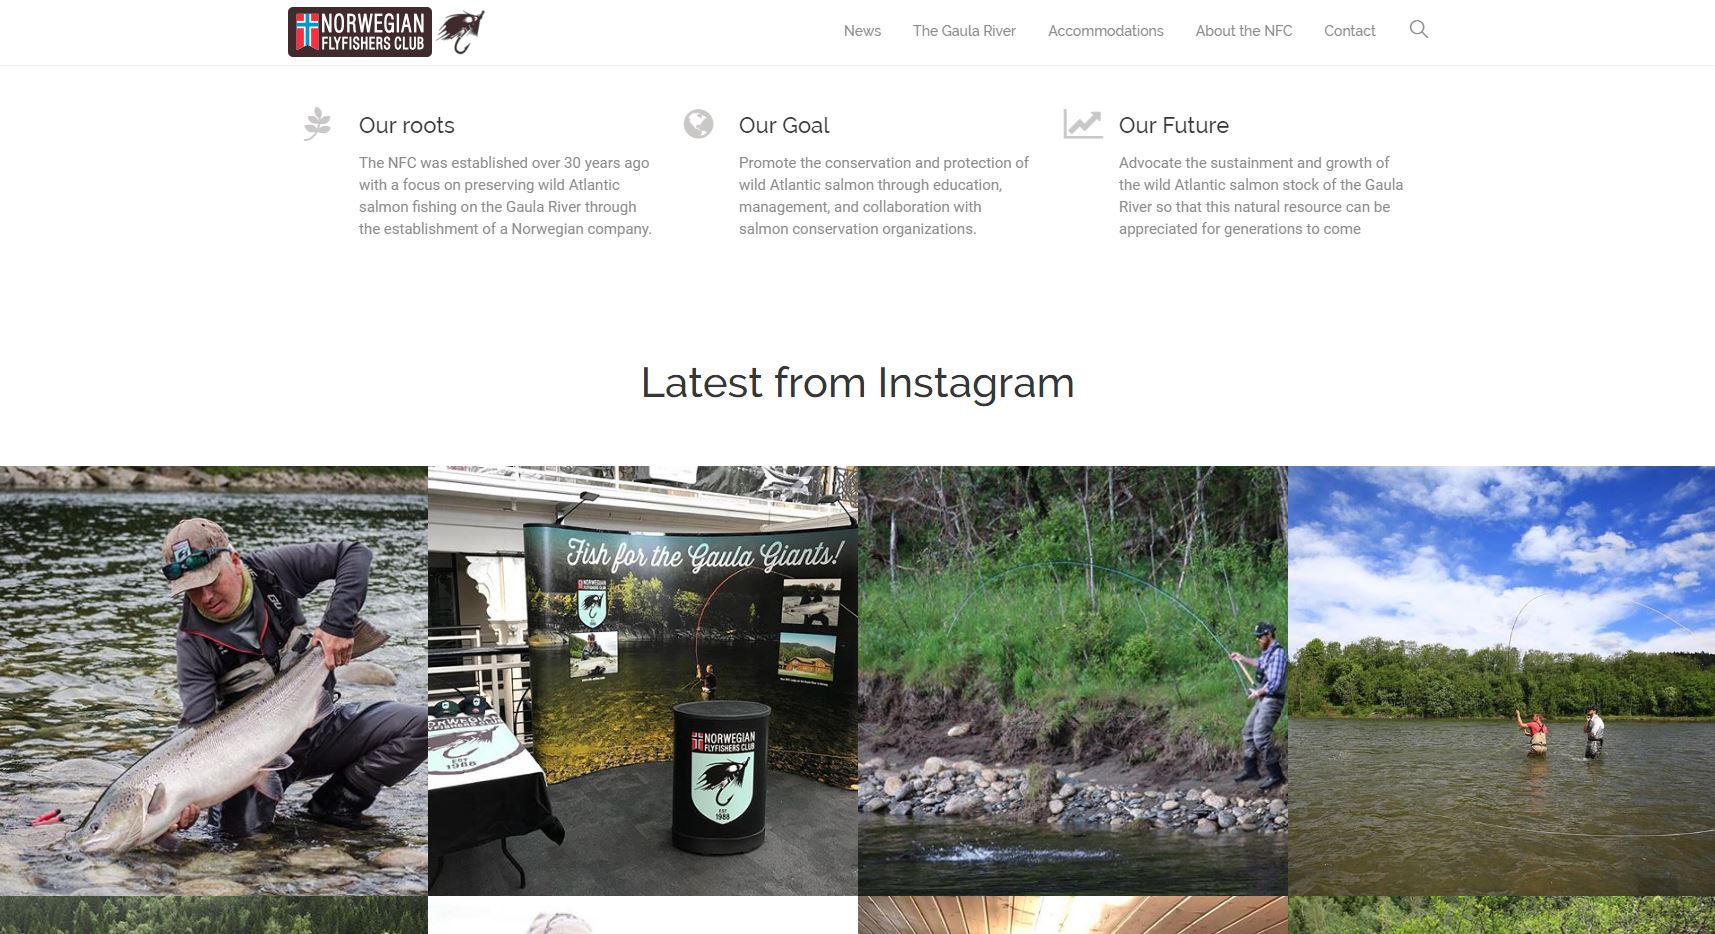 NORWEGIAN
FLYFISHERS CLUB
News
The Gaula River
Accommodations
About the NFC
Contact
Our roots
The NFC was established over 30 years ago
with a focus on preserving wild Atlantic
salmon fishing on the Gaula River through
the establishment of a Norwegian company.
Our Goal
Promote the conservation and protection of
wild Atlantic salmon through education,
management, and collaboration with
salmon conservation organizations.
Our Future
Advocate the sustainment and growth of
the wild Atlantic salmon stock of the Gaula
River so that this natural resource can be
appreciated for generations to come
Latest from Instagram
Fish for the Gaula Giants!
NORWEGIAN
FLYFISHERS CLUB
NORWEGIAN
FLYFISHERS CLUB
EST
1988
NORWEGIAN
FLYFISHERS CLUB
EST
1988